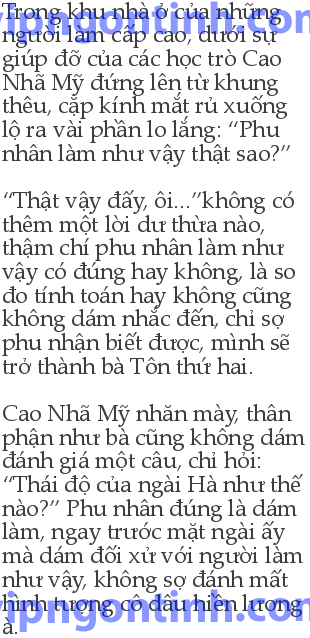 Trong khu nhà ở của những
người làm cấp cao, dưới sự
giúp đỡ của các học trò Cao
Nhã Mỹ đứng lên từ khung
thêu, cặp kính mắt rủ xuống
lộ ra vài phần lo lắng: “Phu
nhân làm như vậy thật sao?”
“Thật vậy đấy, ôi...”không có
thêm một lời dư thừa nào,
thậm chí phu nhân làm như
vậy có đúng hay không, là so
đo tính toán hay không cũng
không dám nhắc đến, chỉ sợ
phu nhận biết được, mình sẽ
trở thành bà Tôn thứ hai.
Cao Nhã Mỹ nhăn mày, thân
phận như bà cũng không dám
đánh giá một câu, chỉ hỏi:
“Thái độ của ngài Hà như thế
nào?” Phu nhân đúng là dám
làm, ngay trước mặt ngài ấy
mà dám đối xử với người làm
như vậy, không sợ đánh mất
hình tượng cô dâu hiền lương
à.